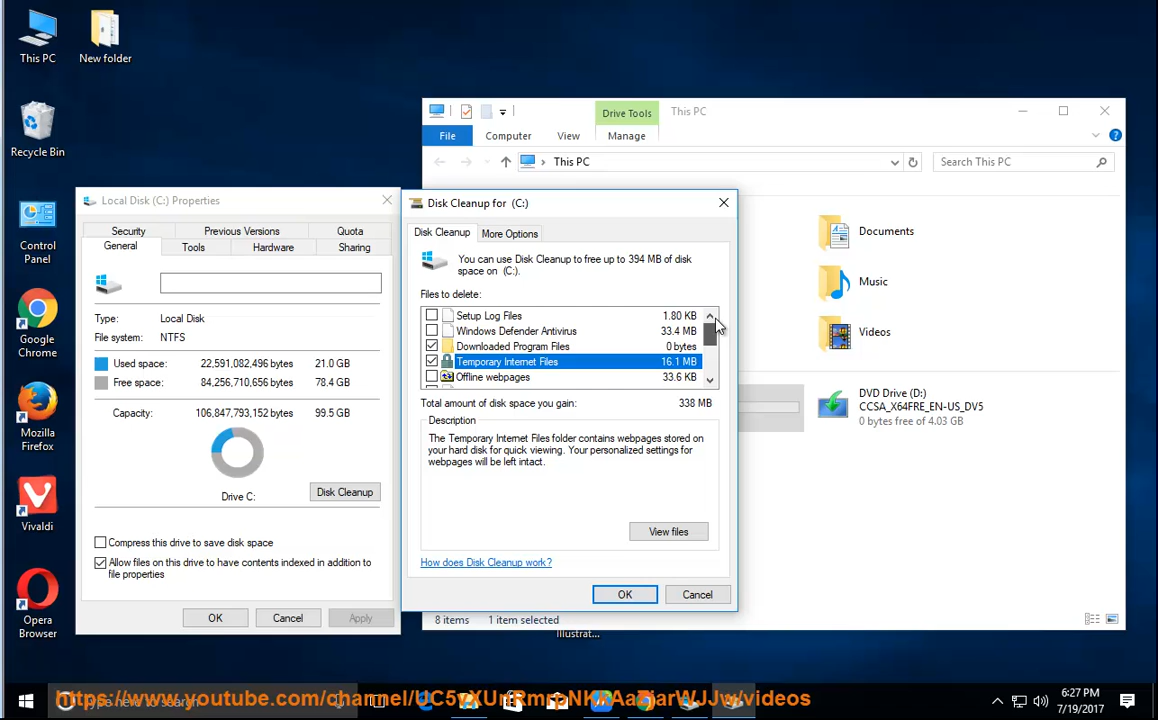 This PC
New folder
Recycle Bin
Control
Panel
Google
Chrome
Mozilla
Firefox
Vivaldi
Opera
Browser
Drive Tools
This PC
File
Computer
View
Manage
This PC
Search This PC
Documents
Music
Videos
DVD Drive (D:)
CCSA_X64FRE_EN-US_DV5
0 bytes free of 4.03 GB
8 items
1 item selected
Illustrat...
Local Disk (C:) Properties
Security
Previous Versions
Quota
General
Tools
Hardware
Sharing
Type:
Local Disk
File system:
NTFS
Used space:
22,591,082,496 bytes
21.0 GB
Free space:
84,256,710,656 bytes
78.4 GB
Capacity:
106,847,793,152 bytes
99.5 GB
Drive C:
Disk Cleanup
Compress this drive to save disk space
Allow files on this drive to have contents indexed in addition to
file properties
OK
Cancel
Apply
Disk Cleanup for (C:)
Disk Cleanup
More Options
You can use Disk Cleanup to free up to 394 MB of disk
space on (C:).
Files to delete:
Setup Log Files
1.80 KB
Windows Defender Antivirus
33.4 MB
Downloaded Program Files
0 bytes
Temporary Internet Files
16.1 MB
Offline webpages
33.6 KB
Total amount of disk space you gain:
338 MB
Description
The Temporary Internet Files folder contains webpages stored on
your hard disk for quick viewing. Your personalized settings for
webpages will be left intact.
View files
How does Disk Cleanup work?
OK
Cancel
6:27 PM
7/19/2017